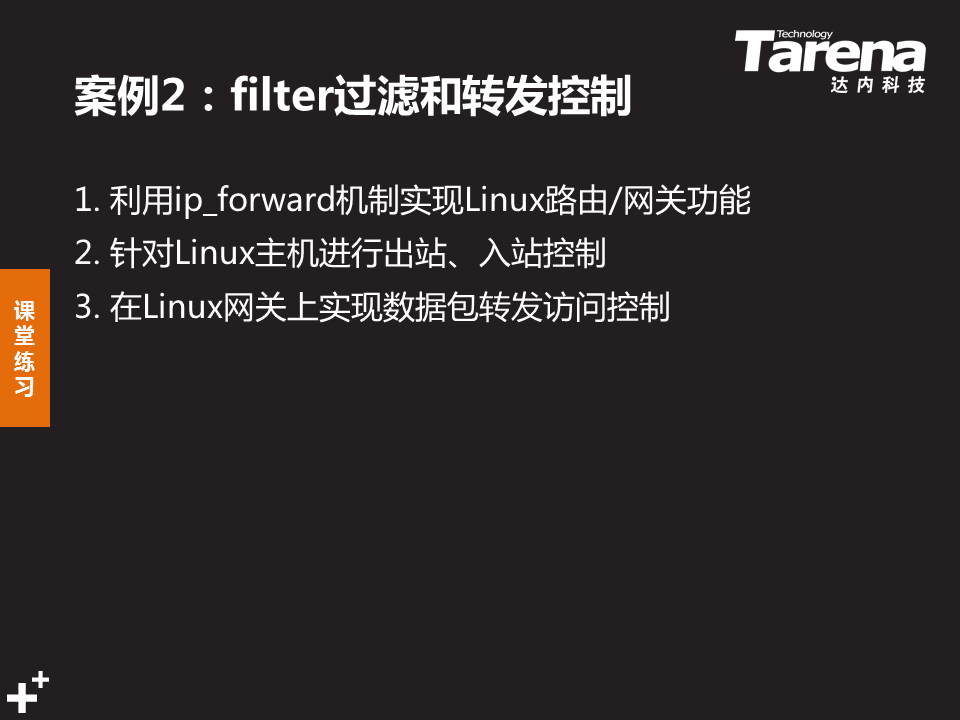 Technology
Tarena
达内科技
案例2：filter过滤和转发控制
1. 利用ip_forward机制实现Linux路由/网关功能
2. 针对Linux主机进行出站、入站控制
3. 在Linux网关上实现数据包转发访问控制
课
堂
练
习